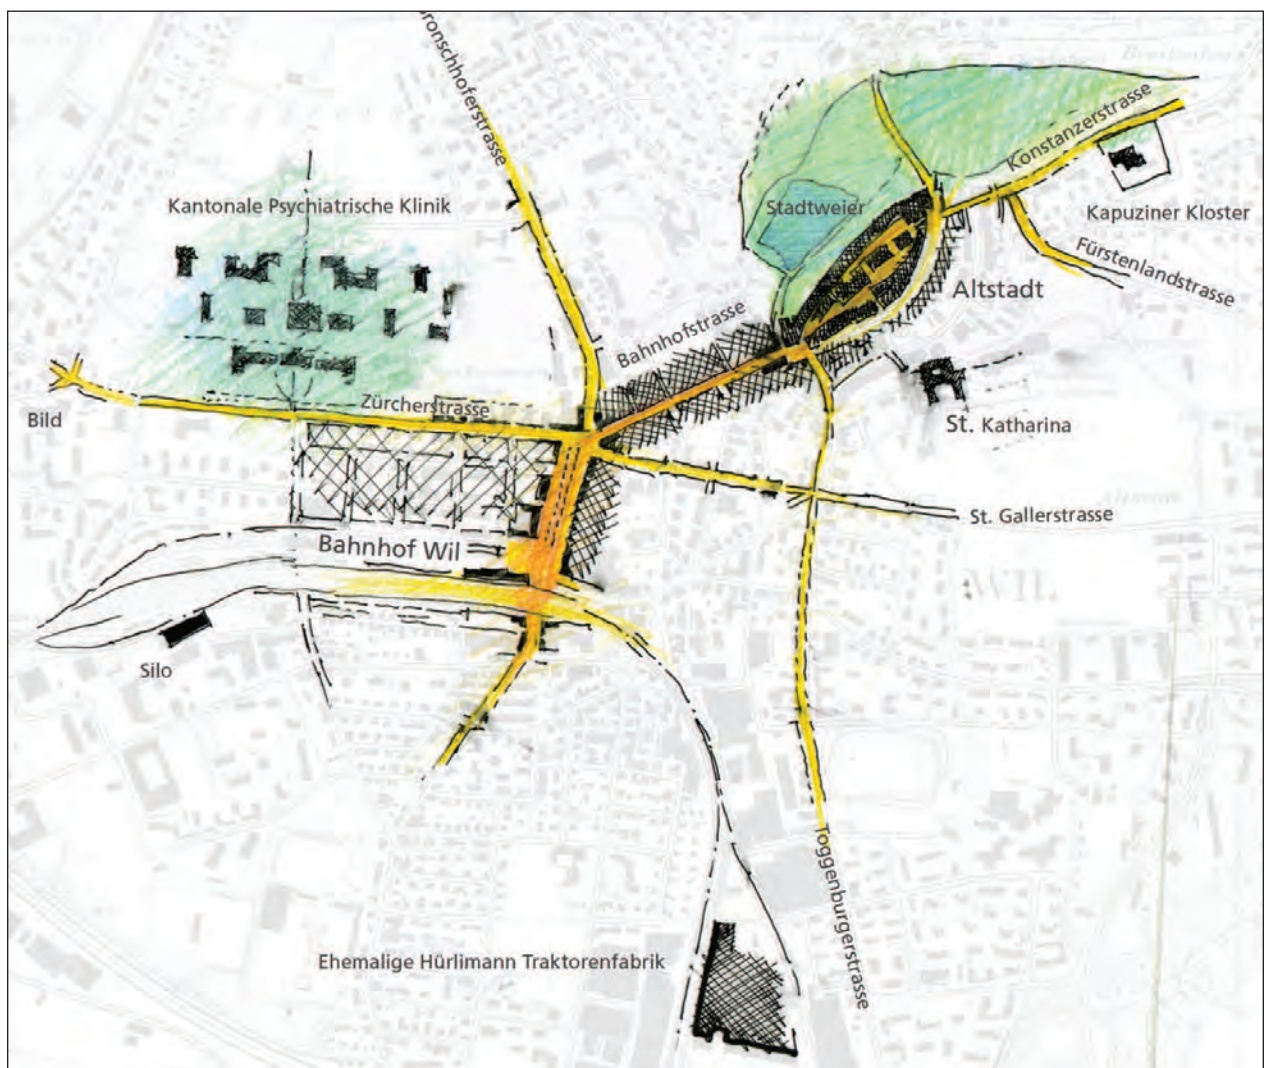 Bronschhoferstrasse
Konstanzerstrasse
Kantonale Psychiatrische Klinik
Stadtweier
Kapuziner Kloster
Fürstenlandstrasse
Altstadt
Bahnhofstrasse
Zürcherstrasse
Bild
St. Katharina
St. Gallerstrasse
Bahnhof Wil
WIL
Silo
Toggenburgerstrasse
Ehemalige Hürlimann Traktorenfabrik